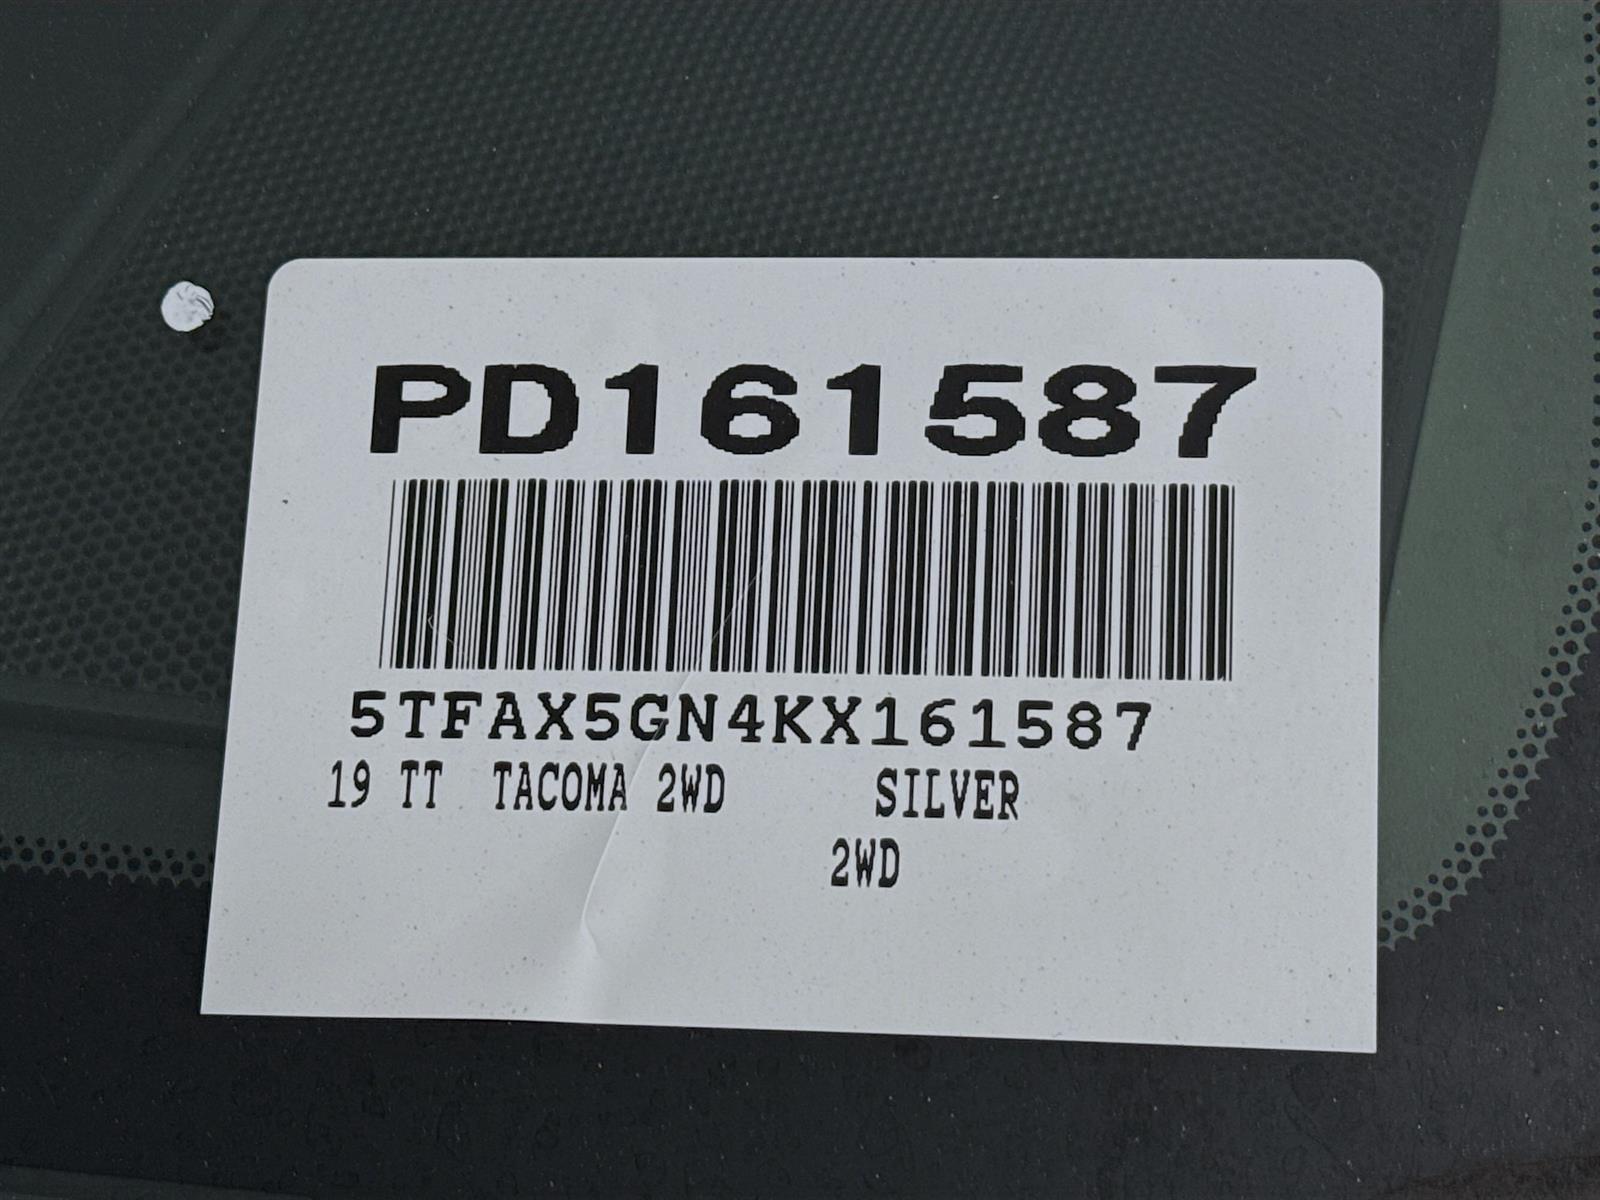 PD161587
5TFAX5GN4KX161587
19 TT TACOMA 2WD SILVER
2WD